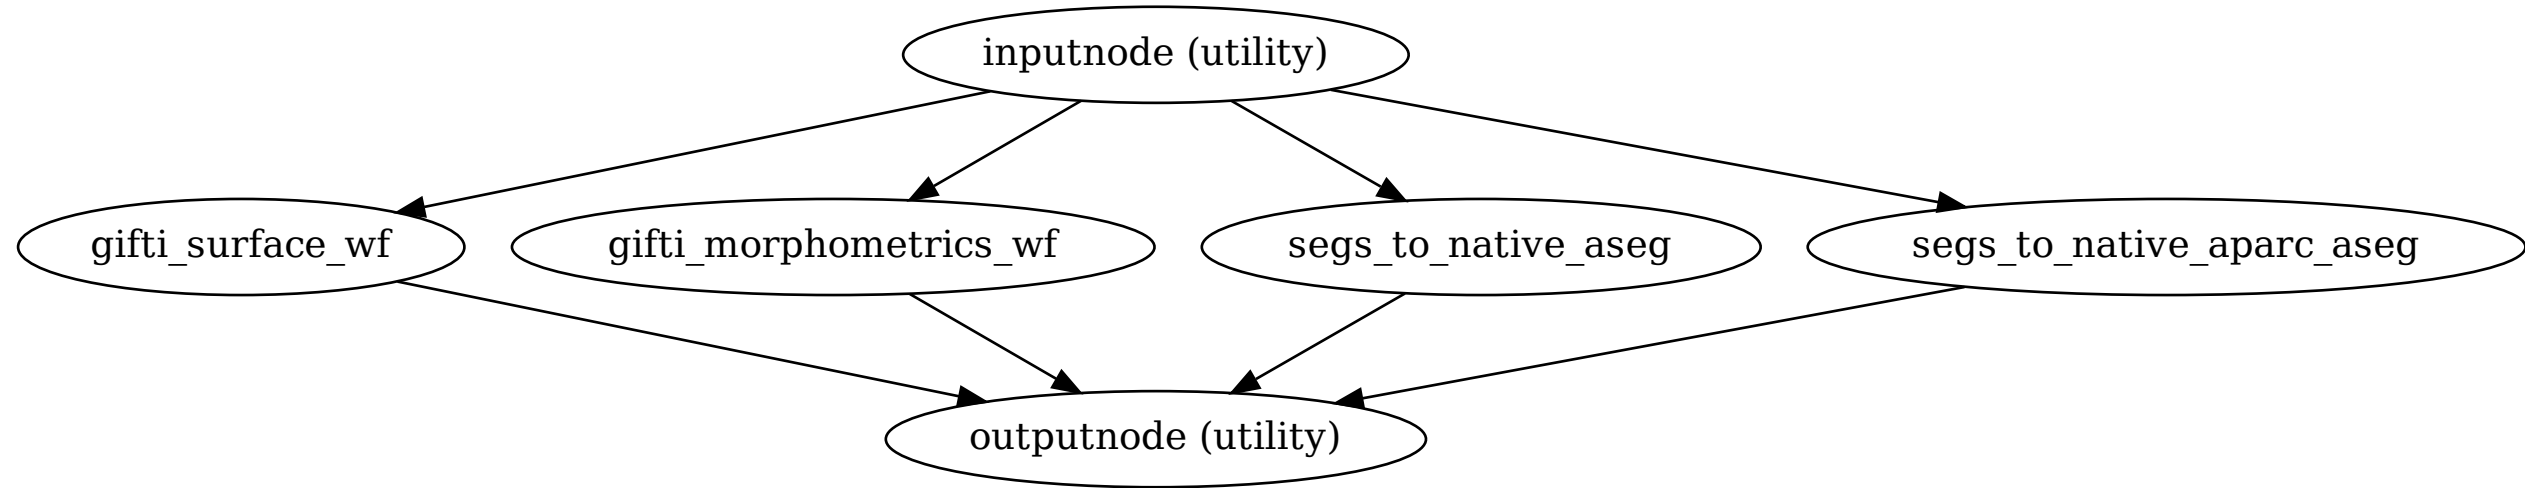 inputnode (utility)
gifti_surface_wf
gifti_morphometrics_wf
segs_to_native_aseg
segs_to_native_aparc_aseg
outputnode (utility)